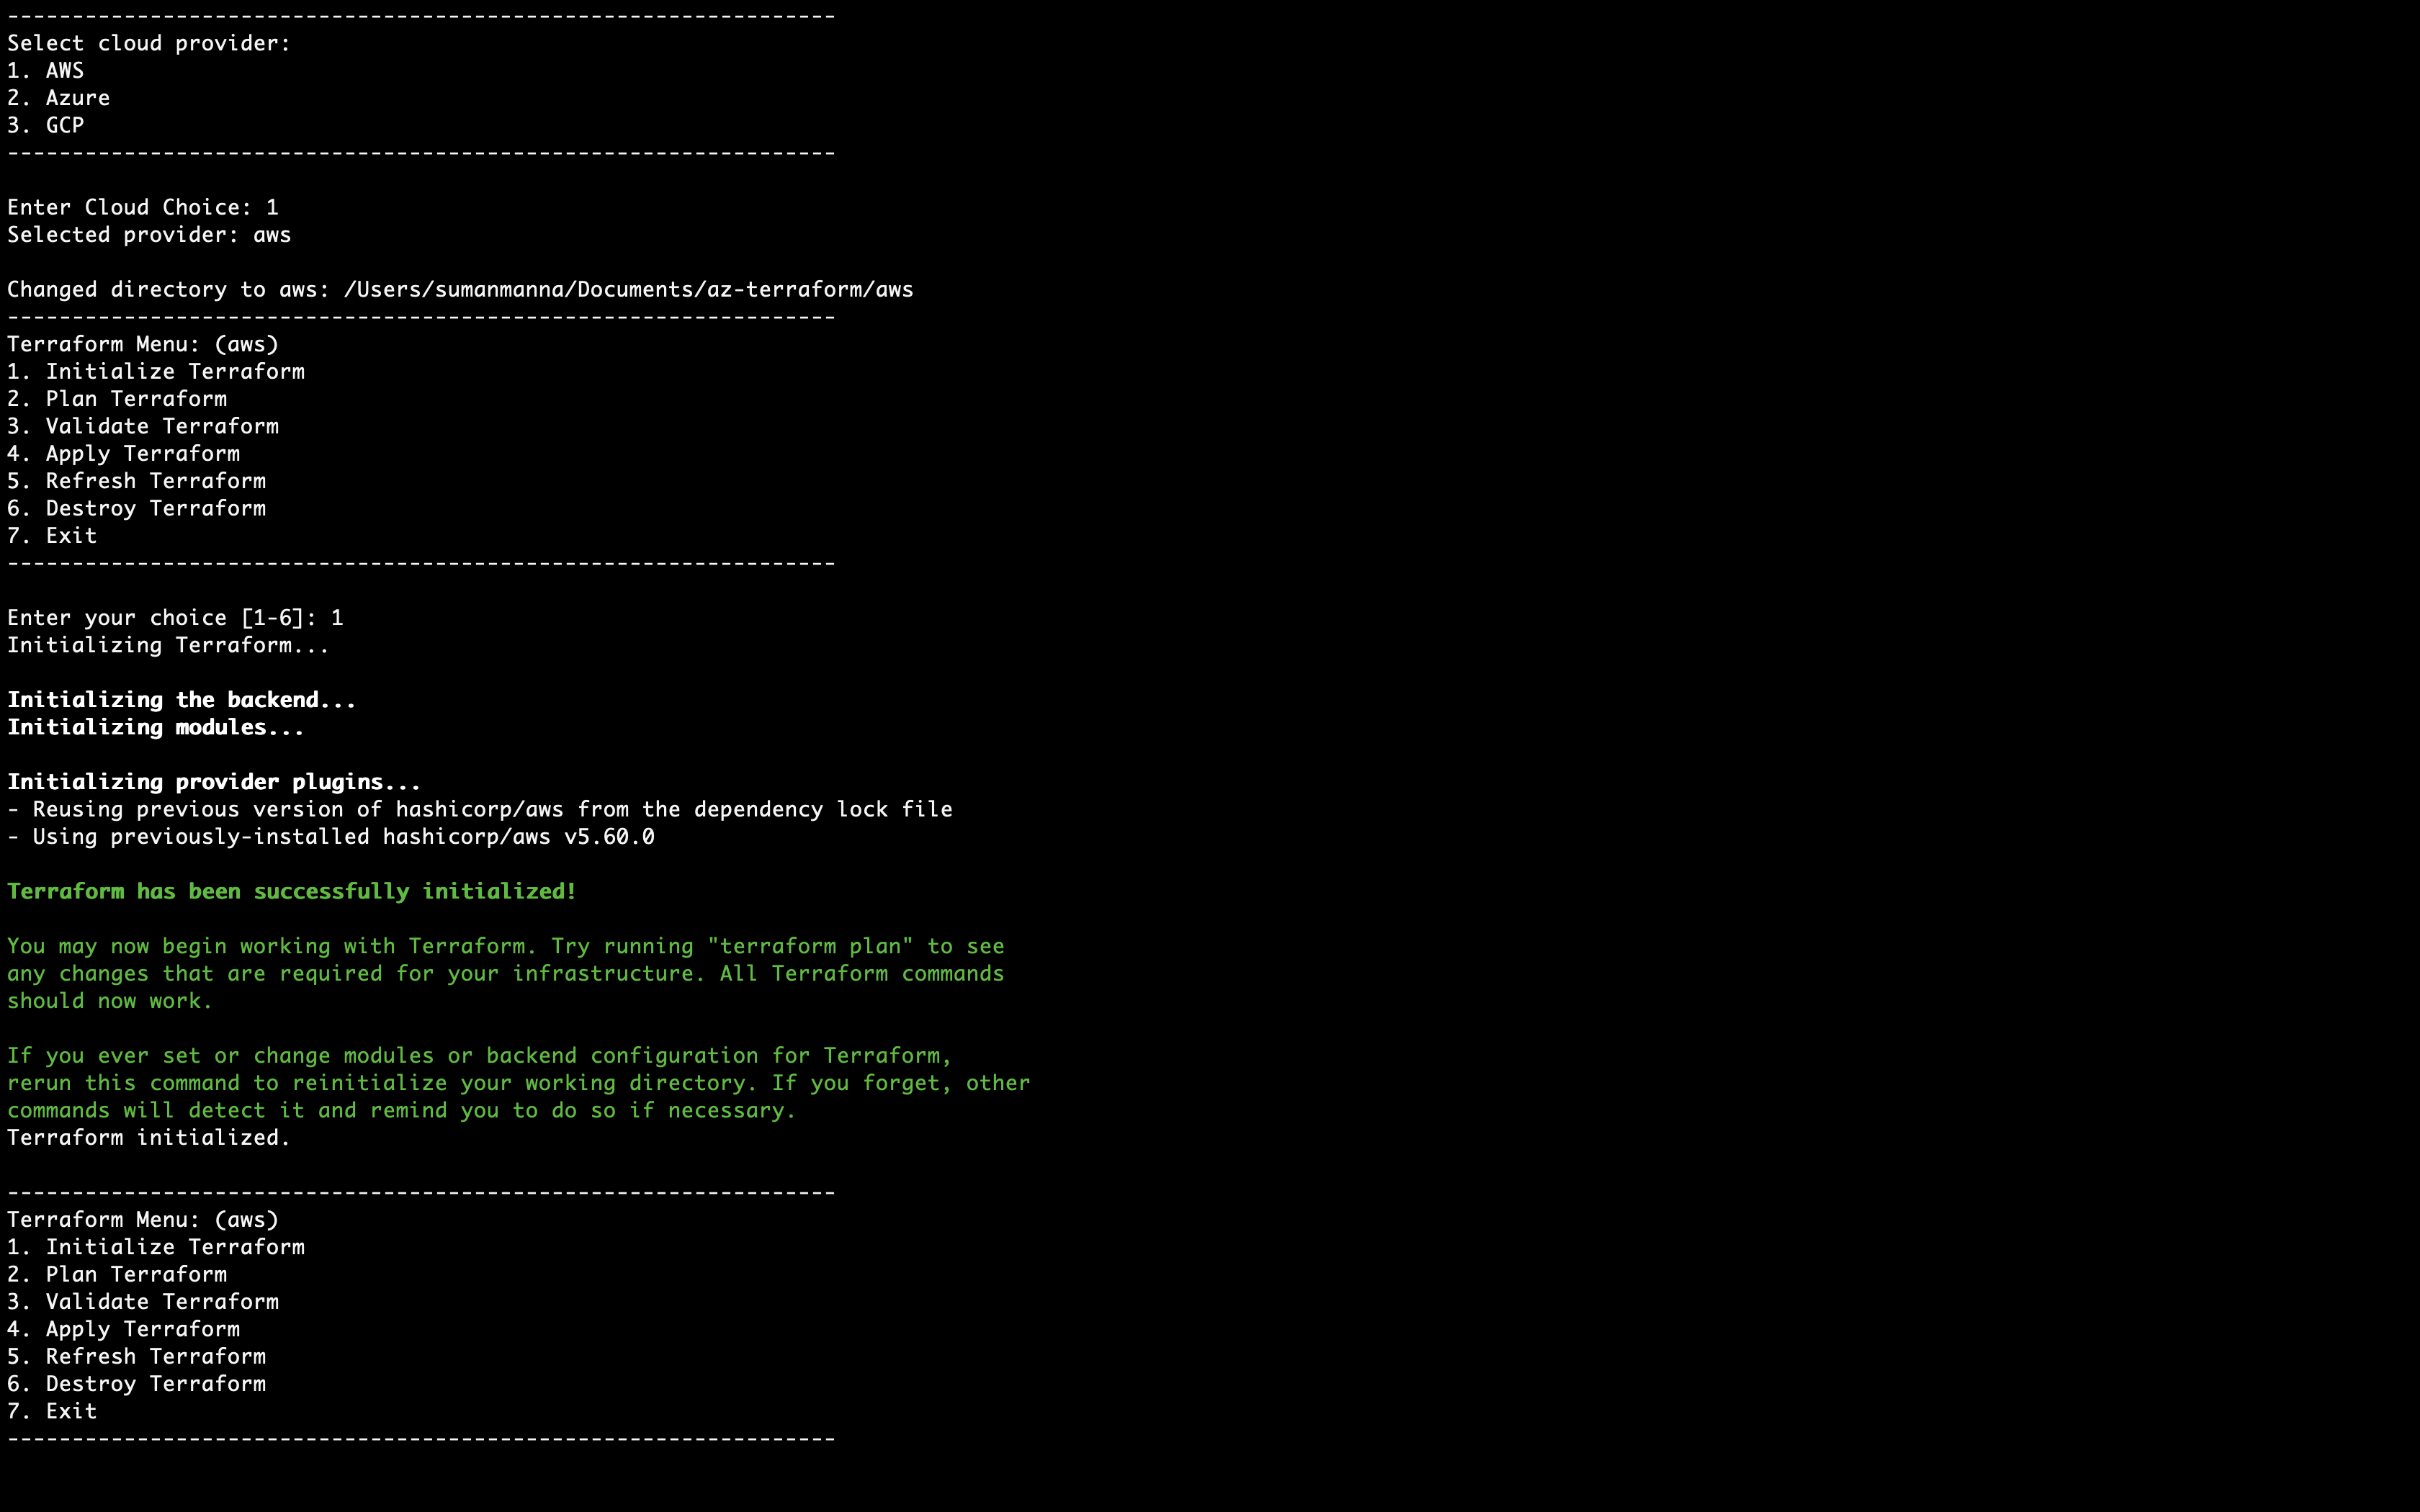 ----------------------------------------------------------------
Select cloud provider:
1. AWS
2. Azure
3. GCP
----------------------------------------------------------------
Enter Cloud Choice: 1
Selected provider: aws
Changed directory to aws: /Users/sumanmanna/Documents/az-terraform/aws
----------------------------------------------------------------
Terraform Menu: (aws)
1. Initialize Terraform
2. Plan Terraform
3. Validate Terraform
4. Apply Terraform
5. Refresh Terraform
6. Destroy Terraform
7. Exit
----------------------------------------------------------------
Enter your choice [1-6]: 1
Initializing Terraform...
Initializing the backend...
Initializing modules...
Initializing provider plugins...
- Reusing previous version of hashicorp/aws from the dependency lock file
- Using previously-installed hashicorp/aws v5.60.0
Terraform has been successfully initialized!
You may now begin working with Terraform. Try running "terraform plan" to see
any changes that are required for your infrastructure. All Terraform commands
should now work.
If you ever set or change modules or backend configuration for Terraform,
rerun this command to reinitialize your working directory. If you forget, other
commands will detect it and remind you to do so if necessary.
Terraform initialized.
----------------------------------------------------------------
Terraform Menu: (aws)
1. Initialize Terraform
2. Plan Terraform
3. Validate Terraform
4. Apply Terraform
5. Refresh Terraform
6. Destroy Terraform
7. Exit
----------------------------------------------------------------